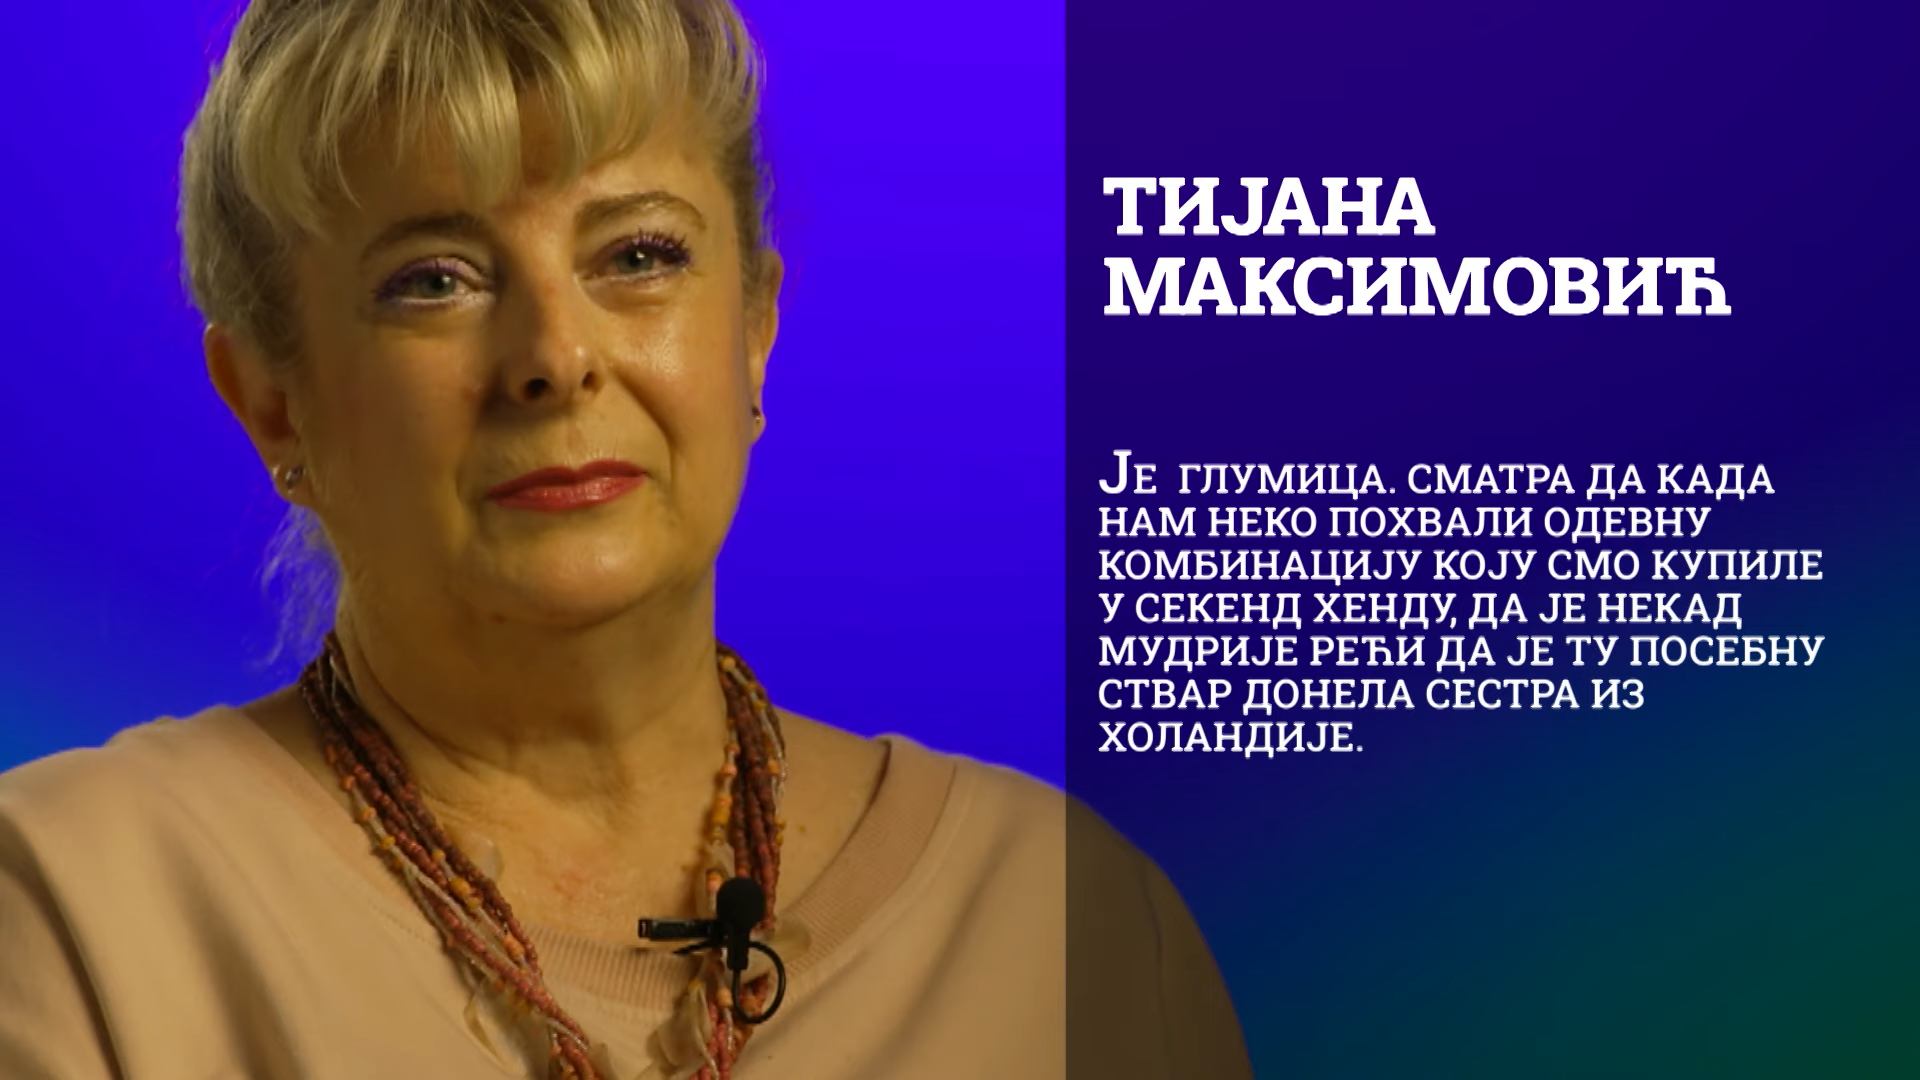 ТИЈАНА
МАКСИМОВИЋ
ЈЕ ГЛУМИЦА. СМАТРА ДА КАДА
НАМ НЕКО ПОХВАЛИ ОДЕВНУ
КОМБИНАЦИЈУ КОЈУ СМО КУПИЛЕ
У СЕКЕНД ХЕНДУ, ДА ЈЕ НЕКАД
МУДРИЈЕ РЕЋИ ДА ЈЕ ТУ ПОСЕБНУ
СТВАР ДОНЕЛА СЕСТРА ИЗ
ХОЛАНДИЈЕ.